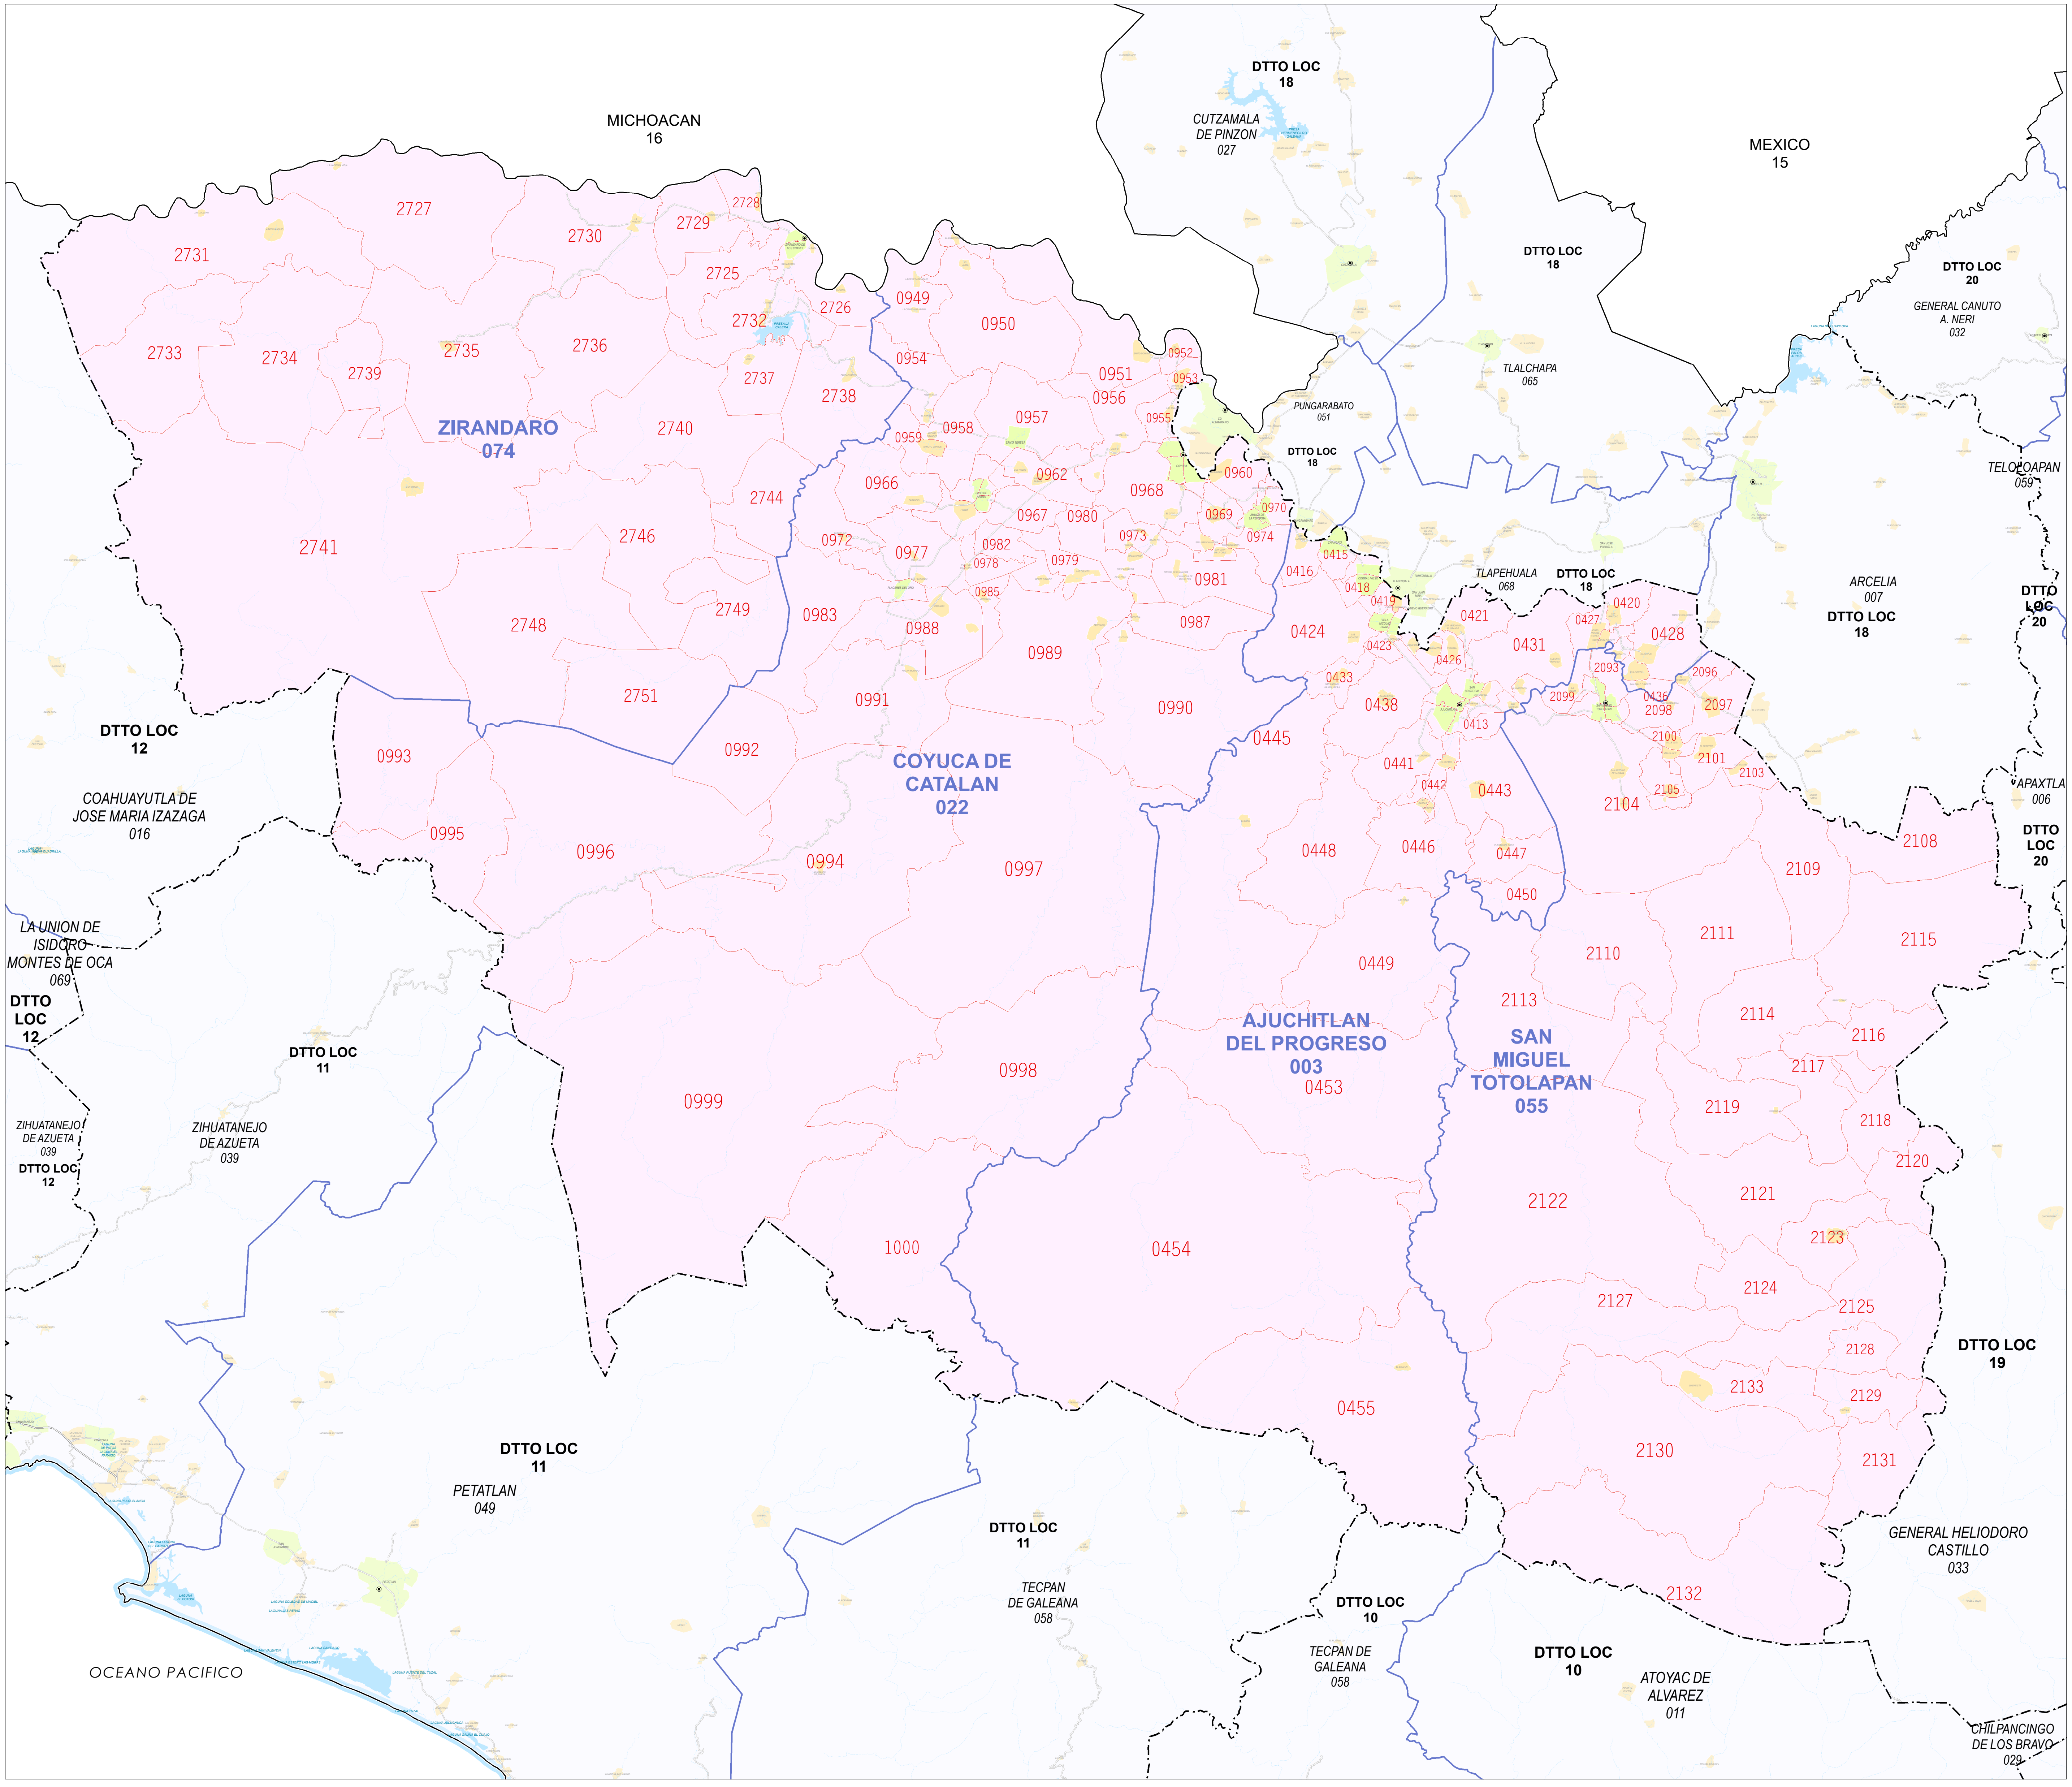 DTTO LOC
18
MICHOACAN
16
CUTZAMALA
DE PINZON
027
MEXICO
15
DTTO LOC
18
DTTO LOC
20
GENERAL CANUTO
A. NERI
032
2727
2728
2729
2730
2731
2725
2726
2732
2733
2734
2735
2736
2737
2738
2739
2740
2741
2744
2746
2748
2749
2751
ZIRANDARO
074
0949
0950
0951
0952
0953
0954
0955
0956
0957
0958
0959
0960
0962
0966
0967
0968
0969
0970
0972
0973
0974
0977
0978
0979
0980
0981
0982
0983
0985
0987
0988
0989
0990
0991
0992
0993
0994
0995
0996
0997
0998
0999
1000
COYUCA DE
CATALAN
022
TLALCHAPA
065
PUNGARABATO
051
DTTO LOC
18
TELOLOAPAN
059
TLAPEHUALA
068
DTTO LOC
18
ARCELIA
007
DTTO LOC
18
DTTO
LOC
20
APAXTLA
006
DTTO
LOC
20
0413
0415
0416
0418
0419
0420
0421
0423
0424
0426
0427
0428
0431
0433
0436
0438
0441
0442
0443
0445
0446
0447
0448
0449
0450
0453
0454
0455
AJUCHITLAN
DEL PROGRESO
003
2093
2096
2097
2098
2099
2100
2101
2103
2104
2105
2108
2109
2110
2111
2113
2114
2115
2116
2117
2118
2119
2120
2121
2122
2123
2124
2125
2127
2128
2129
2130
2131
2132
2133
SAN
MIGUEL
TOTOLAPAN
055
DTTO LOC
12
COAHUAYUTLA DE
JOSE MARIA IZAZAGA
016
LA UNION DE
ISIDORO
MONTES DE OCA
069
DTTO
LOC
12
DTTO LOC
11
ZIHUATANEJO
DE AZUETA
039
DTTO LOC
12
ZIHUATANEJO
DE AZUETA
039
DTTO LOC
11
PETATLAN
049
DTTO LOC
11
TECPAN
DE GALEANA
058
DTTO LOC
10
TECPAN DE
GALEANA
058
DTTO LOC
10
ATOYAC DE
ALVAREZ
011
DTTO LOC
19
GENERAL HELIODORO
CASTILLO
033
CHILPANCINGO
DE LOS BRAVO
029
OCEANO PACIFICO